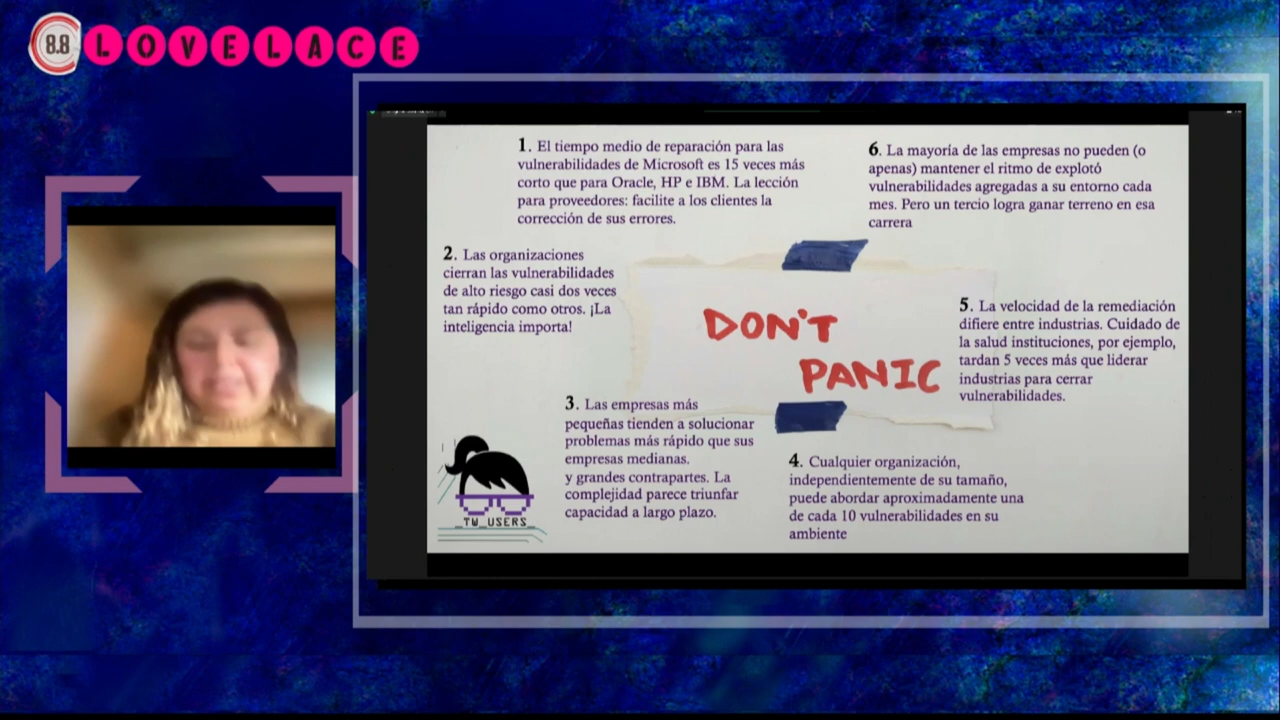 8.8 LOVELACE
1. El tiempo medio de reparación para las
vulnerabilidades de Microsoft es 15 veces más
corto que para Oracle, HP e IBM. La lección
para proveedores: facilite a los clientes la
corrección de sus errores.
2. Las organizaciones
cierran las vulnerabilidades
de alto riesgo casi dos veces
tan rápido como otros. ¡La
inteligencia importa!
3. Las empresas más
pequeñas tienden a solucionar
problemas más rápido que sus
empresas medianas.
y grandes contrapartes. La
complejidad parece triunfar
capacidad a largo plazo.
4. Cualquier organización,
independientemente de su tamaño,
puede abordar aproximadamente una
de cada 10 vulnerabilidades en su
ambiente
5. La velocidad de la remediación
difiere entre industrias. Cuidado de
la salud instituciones, por ejemplo,
tardan 5 veces más que liderar
industrias para cerrar
vulnerabilidades.
6. La mayoría de las empresas no pueden (o
apenas) mantener el ritmo de explotó
vulnerabilidades agregadas a su entorno cada
mes. Pero un tercio logra ganar terreno en esa
carrera
DON'T
PANIC
_TW_USERS_